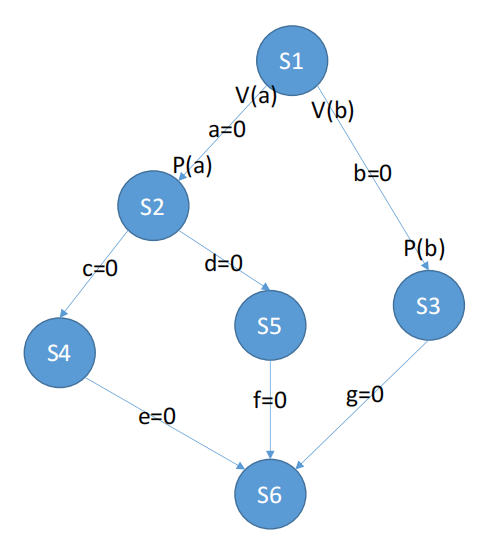 S1
V(a)
V(b)
a=0
P(a)
b=0
S2
P(b)
c=0
d=0
S3
S5
S4
f=0
g=0
e=0
S6